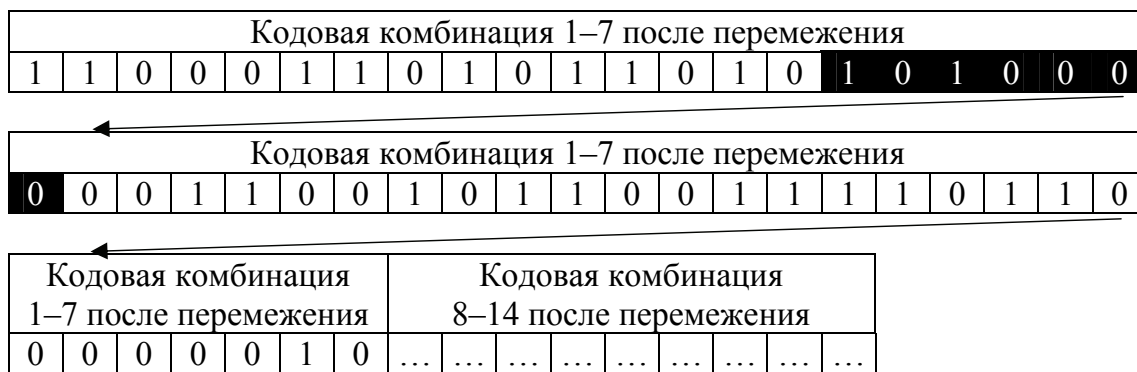 Кодовая комбинация 1–7 после перемежения
1 1 0 0 0 1 1 0 1 0 1 1 0 1 0 1 0 1 0 0 0
Кодовая комбинация 1–7 после перемежения
0 0 0 1 1 0 0 1 0 1 1 0 0 1 1 1 1 0 1 1 0
Кодовая комбинация Кодовая комбинация
1–7 после перемежения 8–14 после перемежения
0 0 0 0 0 1 0 … … … … … … … … …